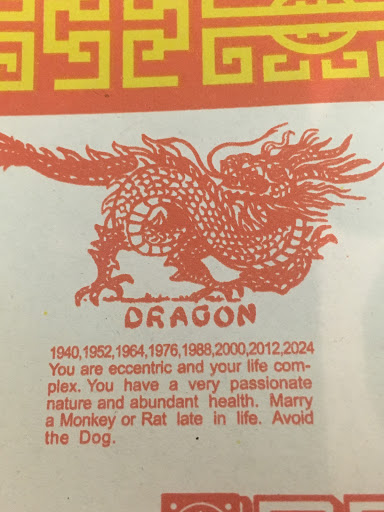 DRAGON
1940,1952,1964,1976,1988,2000,2012,2024
You are eccentric and your life com-
plex. You have a very passionate
nature and abundant health. Marry
a Monkey or Rat late in life. Avoid
the Dog.